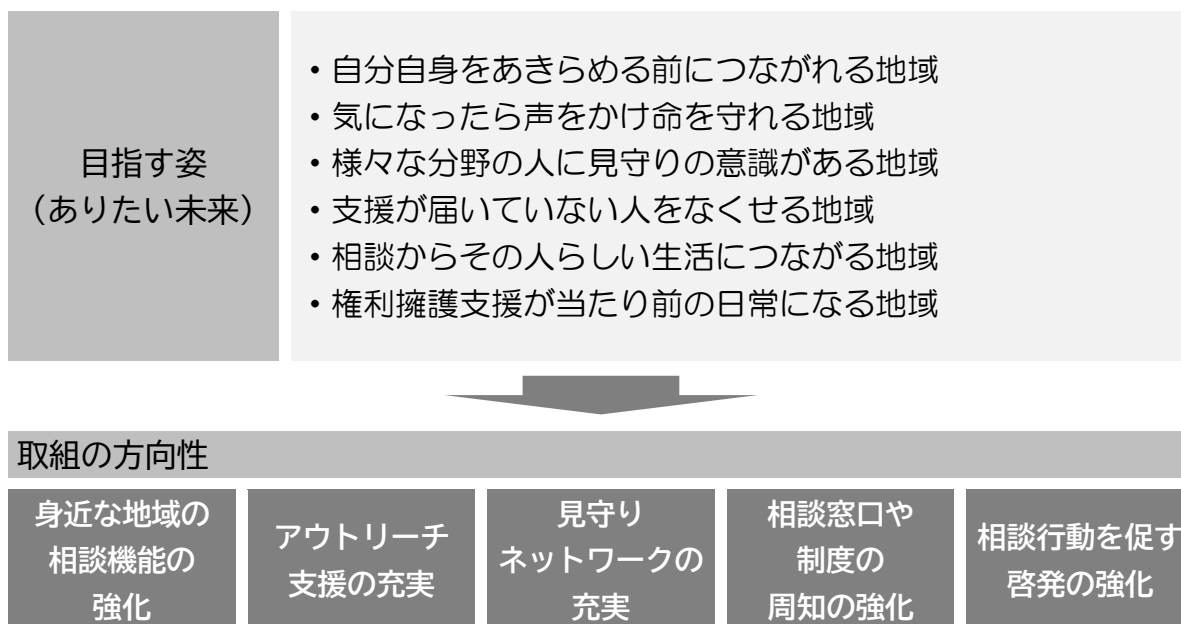 目指す姿
（ありたい未来）
・自分自身をあきらめる前につながれる地域
・気になったら声をかけ命を守れる地域
・様々な分野の人に見守りの意識がある地域
・支援が届いていない人をなくせる地域
・相談からその人らしい生活につながる地域
・権利擁護支援が当たり前の日常になる地域
取組の方向性
身近な地域の
相談機能の
強化
アウトリーチ
支援の充実
見守り
ネットワークの
充実
相談窓口や
制度の
周知の強化
相談行動を促す
啓発の強化